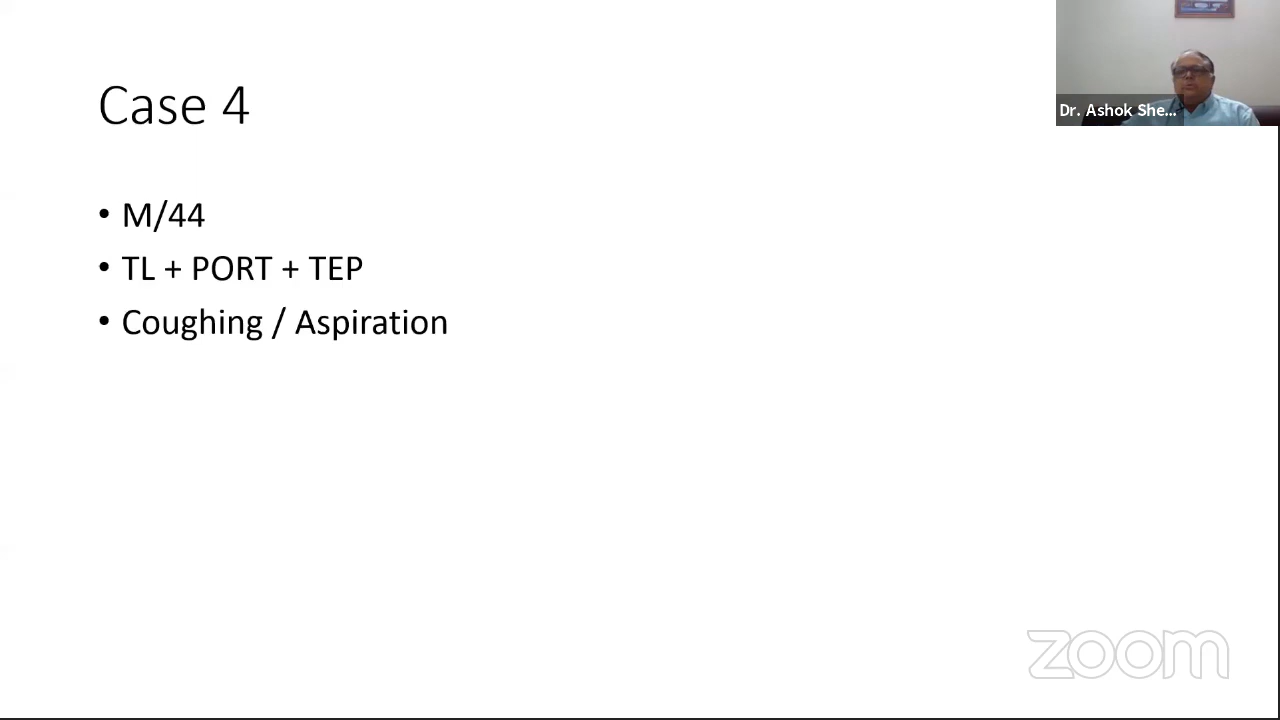 Case 4
Dr. Ashok She...
• M/44
• TL + PORT + TEP
• Coughing / Aspiration
zoom